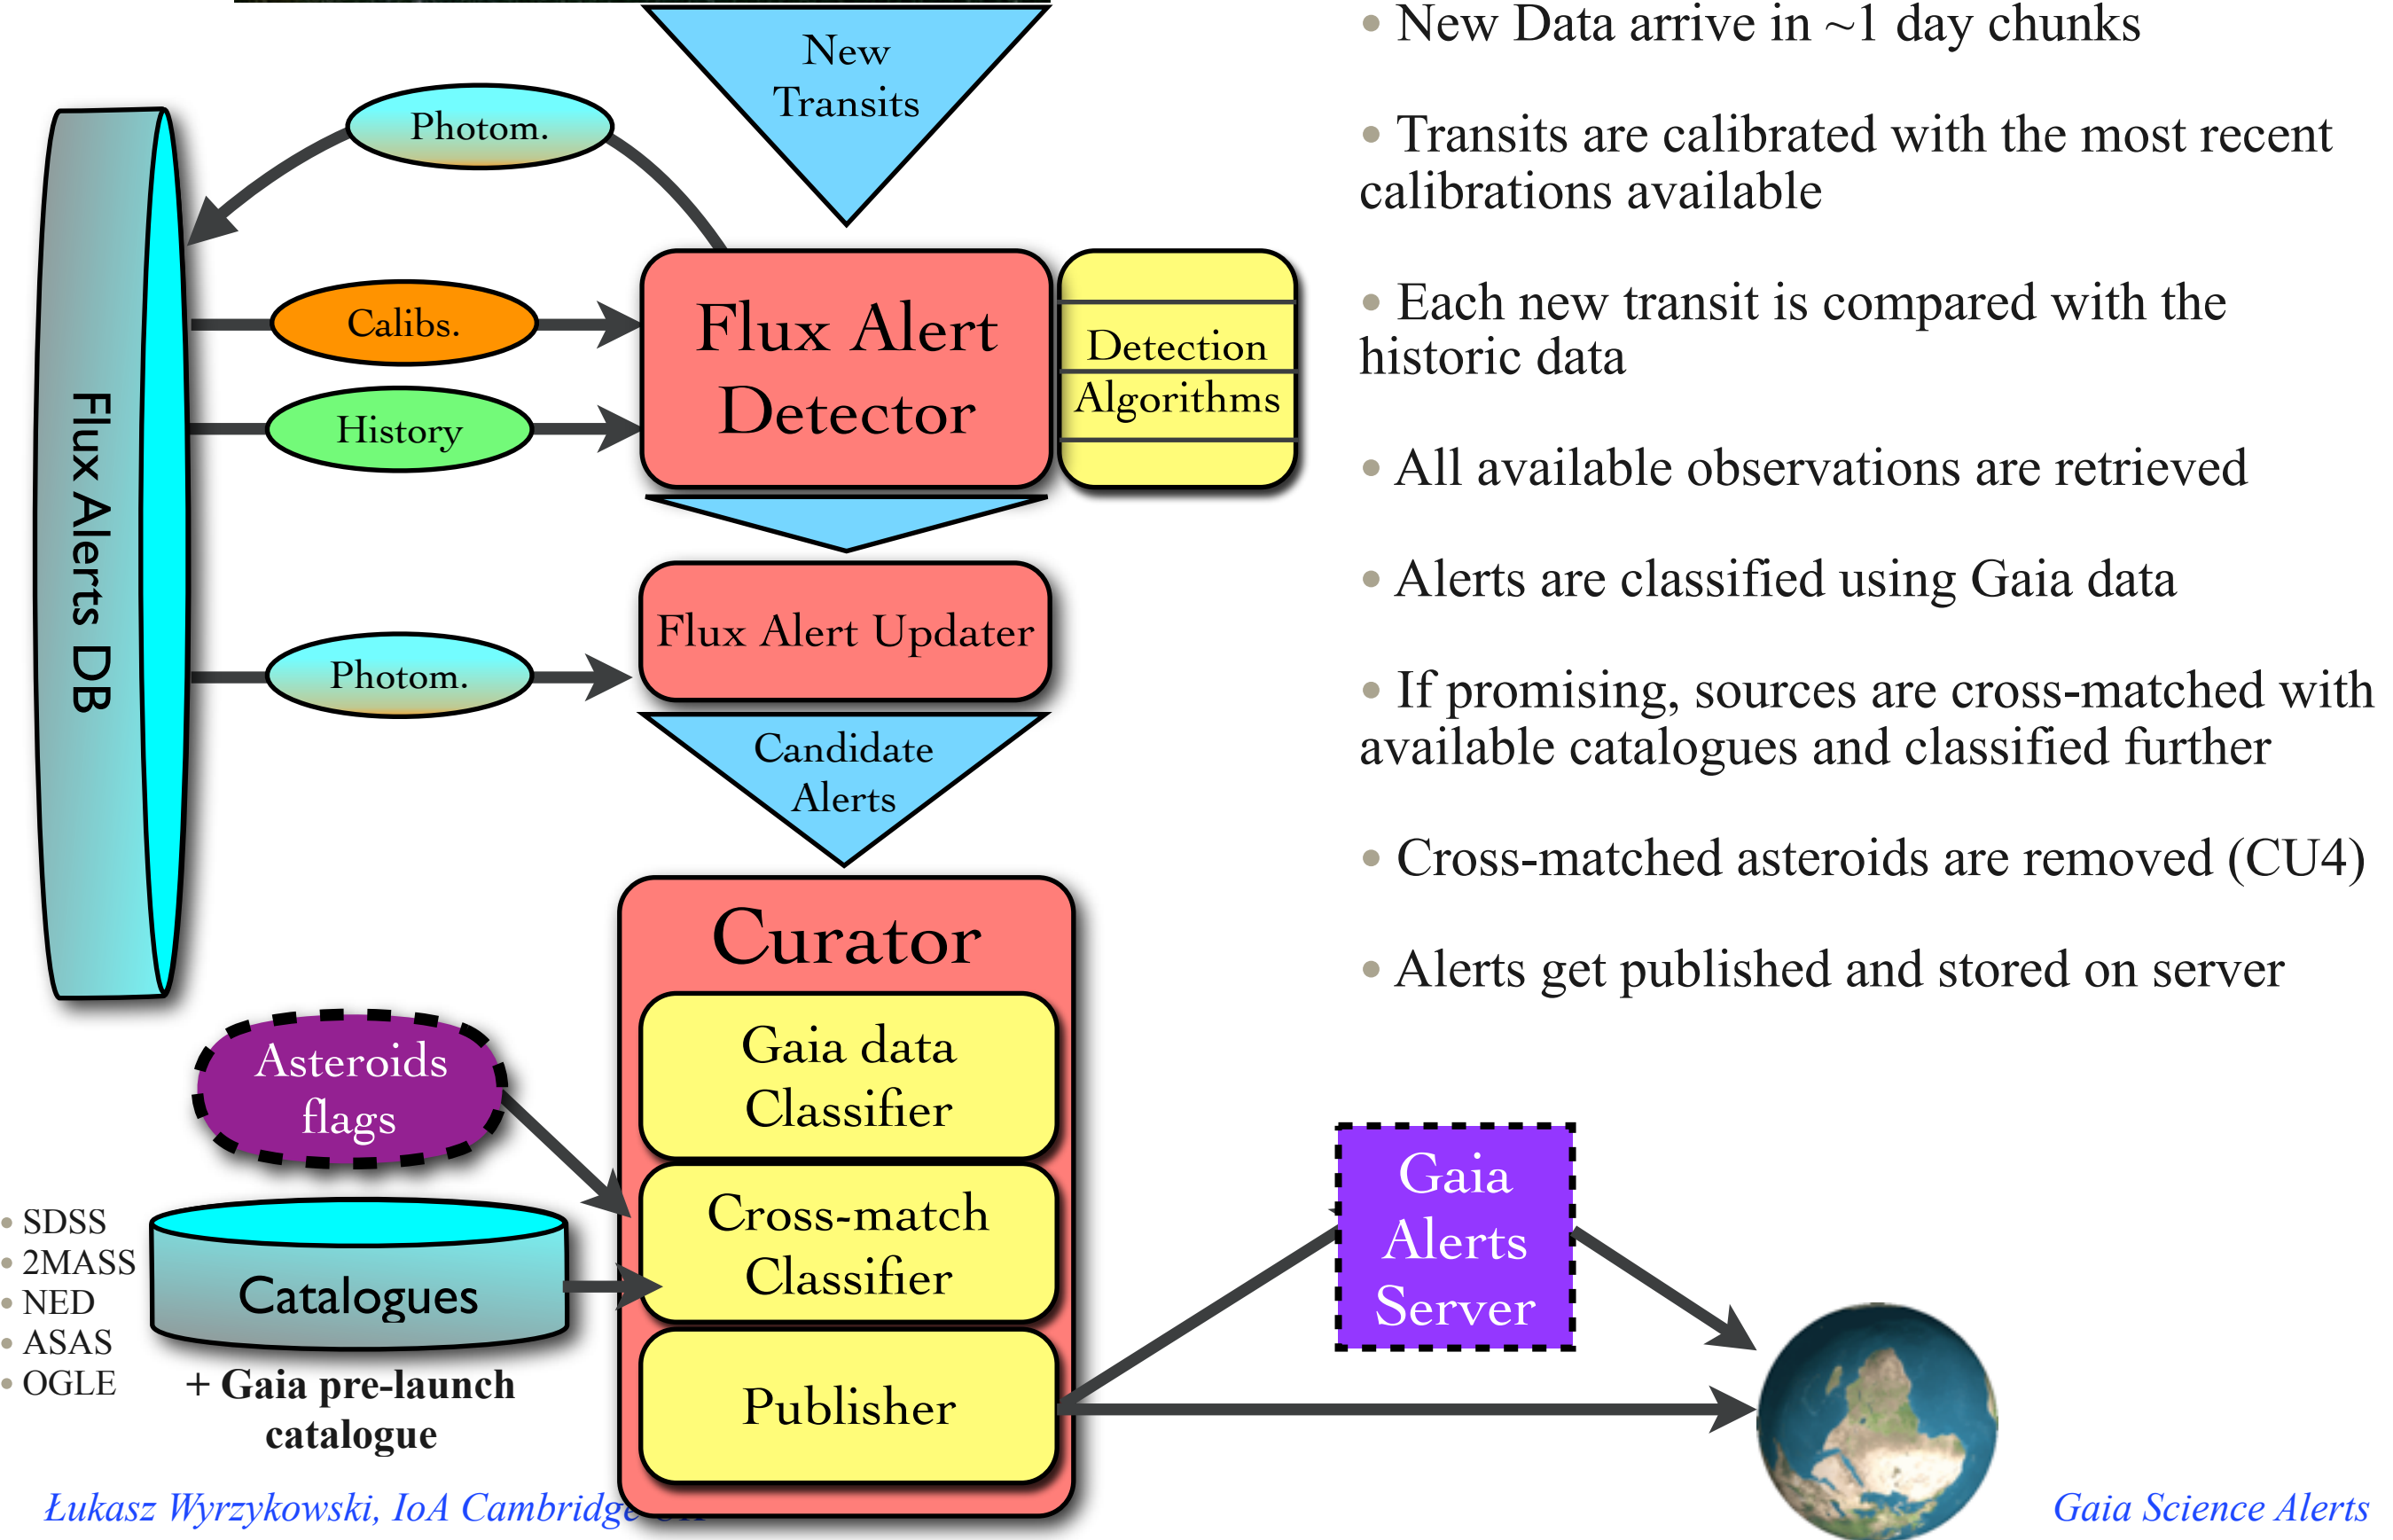 New
Transits
Photom.
Calibs.
History
Flux Alert
Detector
Detection
Algorithms
Flux Alerts DB
Flux Alert Updater
Photom.
Candidate
Alerts
Curator
Gaia data
Classifier
Cross-match
Classifier
Publisher
Asteroids
flags
• SDSS
• 2MASS
• NED
• ASAS
• OGLE
Catalogues
+ Gaia pre-launch
catalogue
Gaia
Alerts
Server
• New Data arrive in ~1 day chunks
• Transits are calibrated with the most recent
calibrations available
• Each new transit is compared with the
historic data
• All available observations are retrieved
• Alerts are classified using Gaia data
• If promising, sources are cross-matched with
available catalogues and classified further
• Cross-matched asteroids are removed (CU4)
• Alerts get published and stored on server
Łukasz Wyrzykowski, IoA Cambridge
Gaia Science Alerts